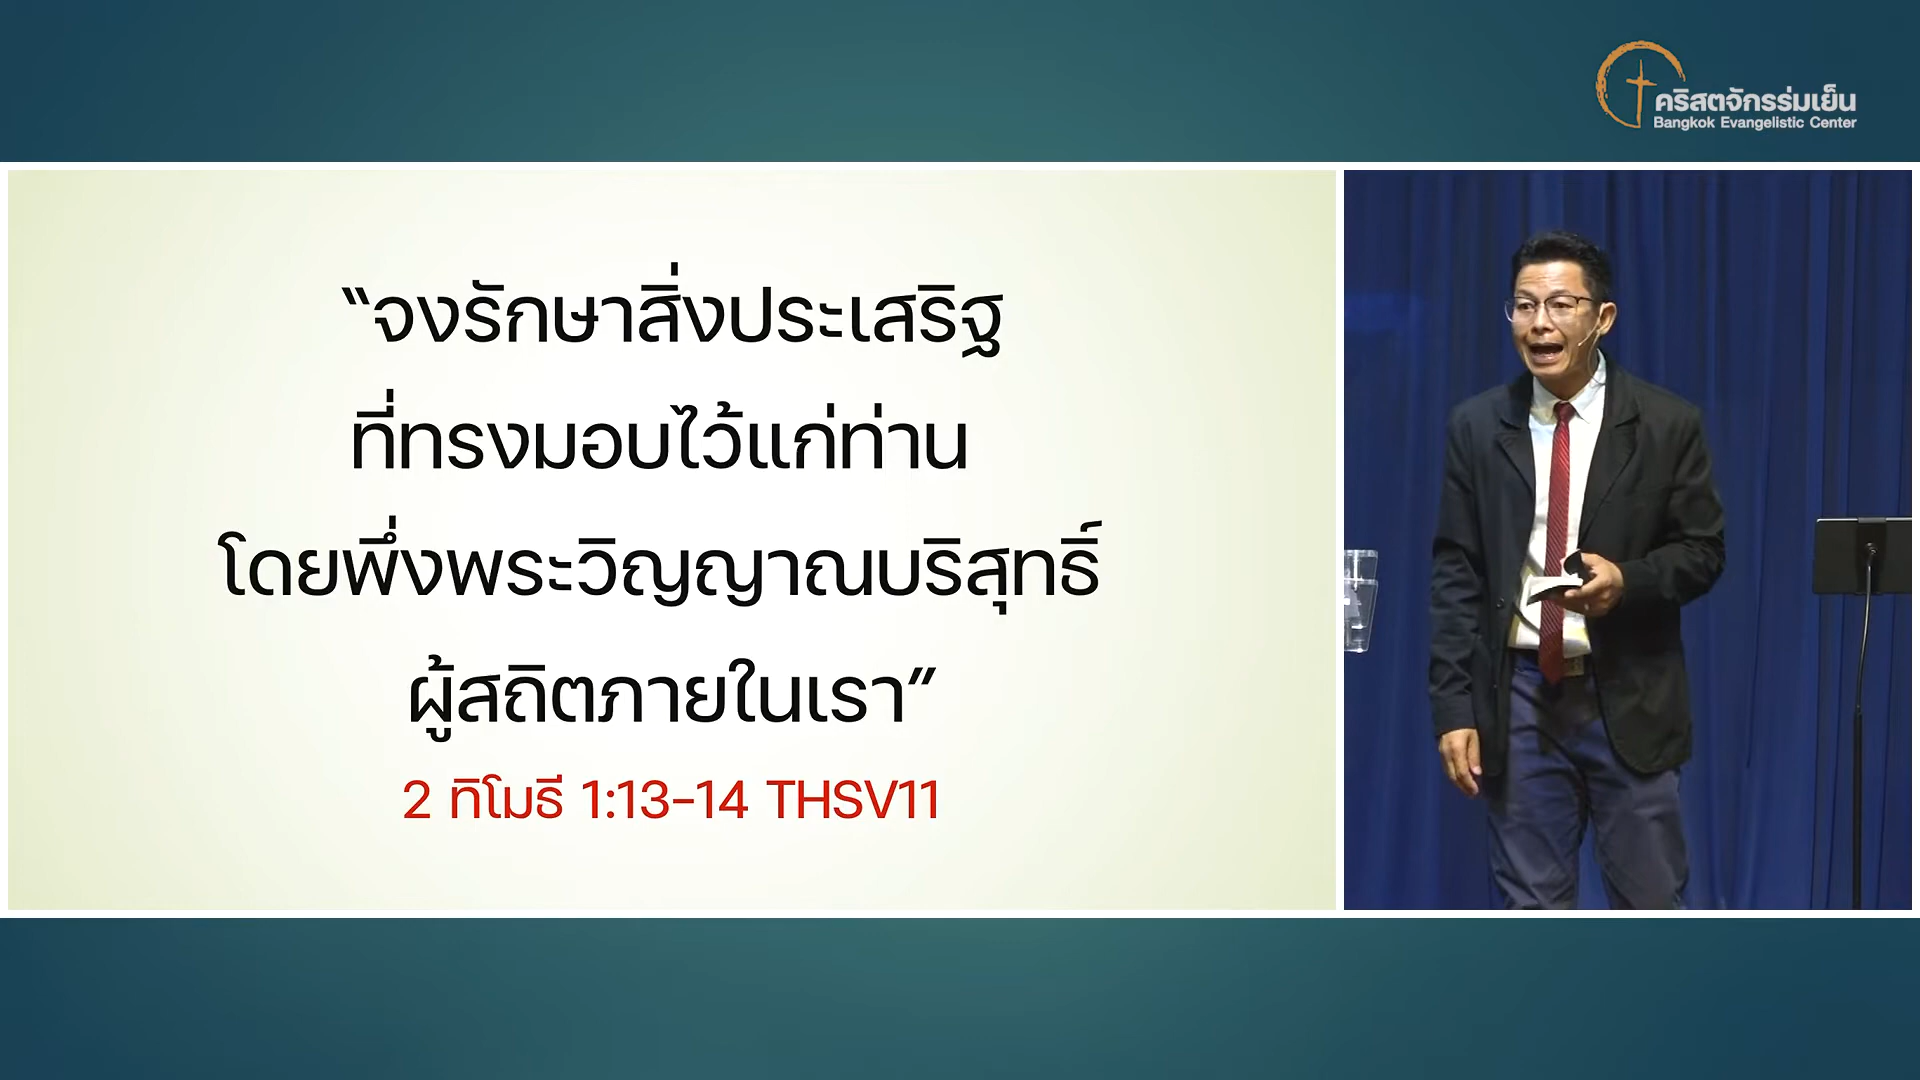 คริสตจักรร่มเย็น
Bangkok Evangelistic Center
“จงรักษาสิ่งประเสริฐ
ที่ทรงมอบไว้แก่ท่าน
โดยพึ่งพระวิญญาณบริสุทธิ์
ผู้สถิตภายในเรา”
2 ทิโมธี 1:13-14 THSV11